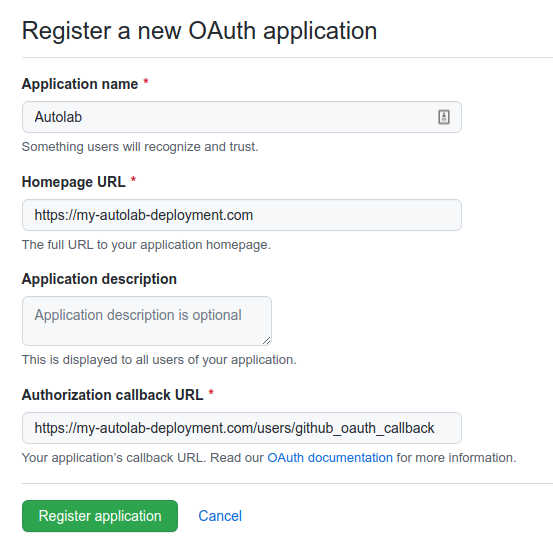 Register a new OAuth application
Application name *
Autolab
Something users will recognize and trust.
Homepage URL *
https://my-autolab-deployment.com
The full URL to your application homepage.
Application description
Application description is optional
This is displayed to all users of your application.
Authorization callback URL *
https://my-autolab-deployment.com/users/github_oauth_callback
Your application’s callback URL. Read our OAuth documentation for more information.
Register application Cancel